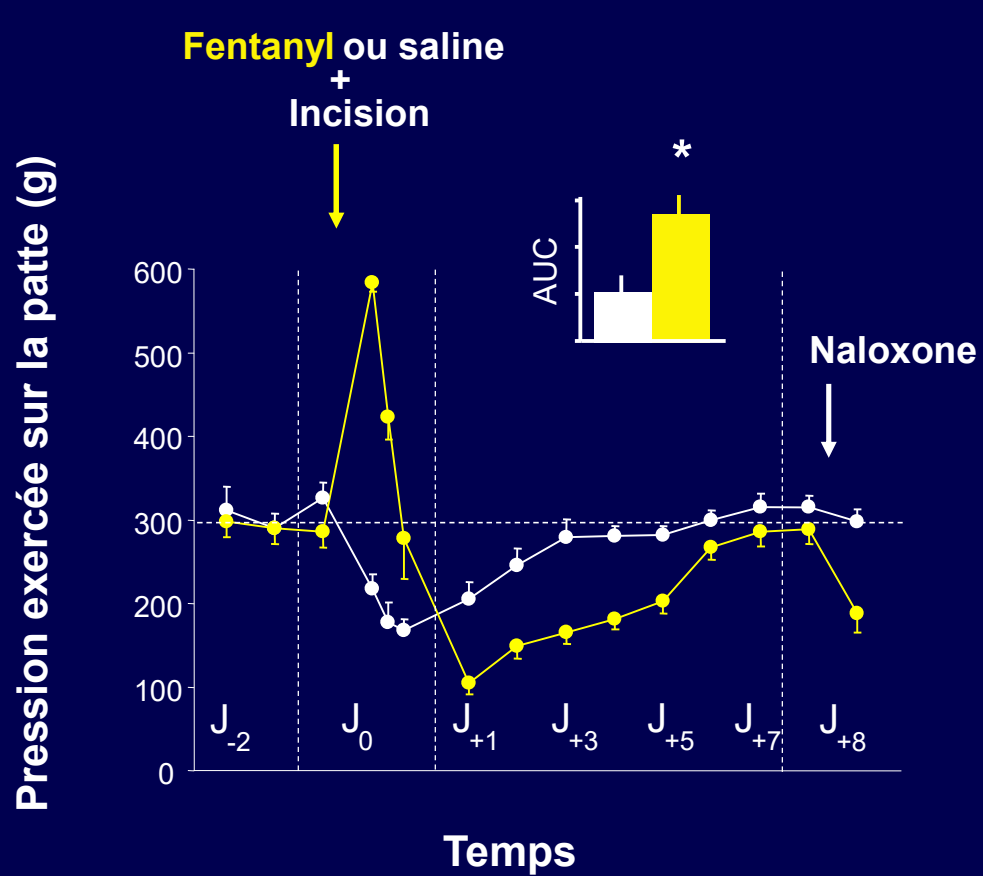 Fentanyl ou saline
+
Incision
*
AUC
Naloxone
Pression exercée sur la patte (g)
600
500
400
300
200
100
0
J-2
J0
J+1
J+3
J+5
J+7
J+8
Temps